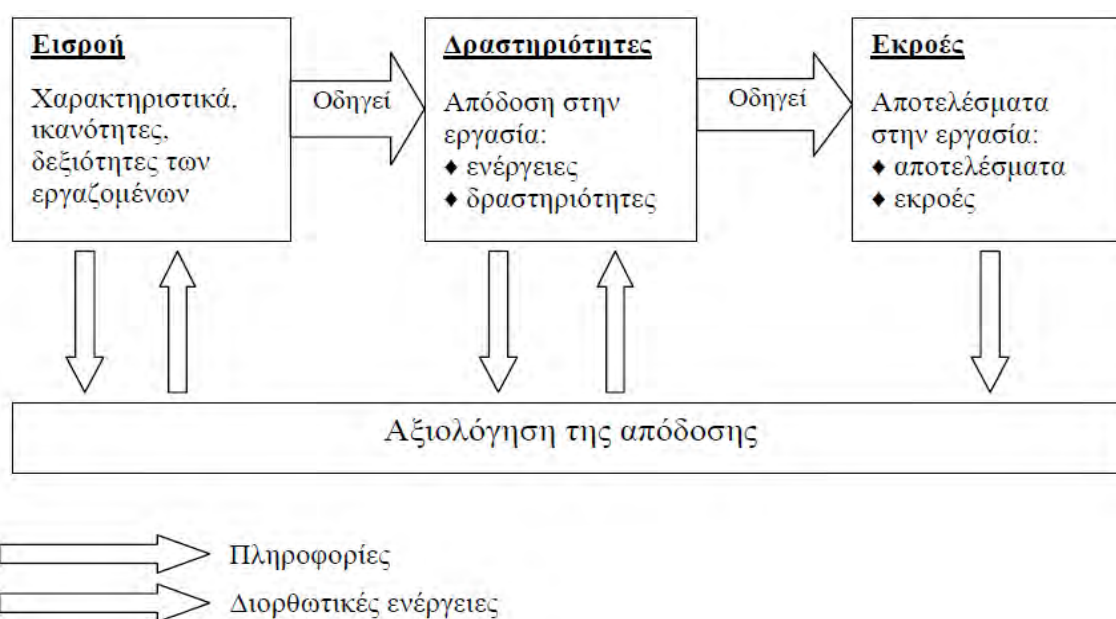 Εισροή
Χαρακτηριστικά,
ικανότητες,
δεξιότητες των
εργαζομένων
Οδηγεί
Δραστηριότητες
Απόδοση στην
εργασία:
♦ ενέργειες
♦ δραστηριότητες
Οδηγεί
Εκροές
Αποτελέσματα
στην εργασία:
♦ αποτελέσματα
♦ εκροές
Αξιολόγηση της απόδοσης
Πληροφορίες
Διορθωτικές ενέργειες